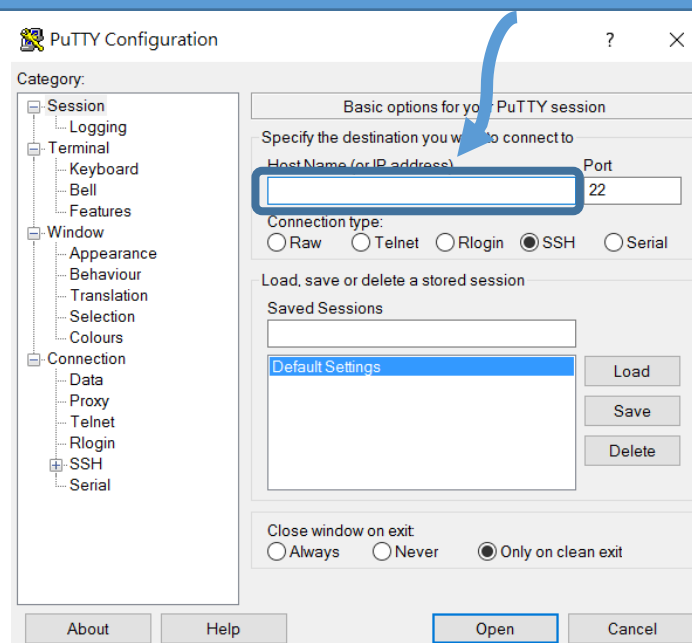 PuTTY Configuration
?
Category:
Session
Logging
Terminal
Keyboard
Bell
Features
Window
Appearance
Behaviour
Translation
Selection
Colours
Connection
Data
Proxy
Telnet
Rlogin
SSH
Serial
Basic options for your PuTTY session
Specify the destination you want to connect to
Host Name (or IP address) Port
22
Connection type:
Raw Telnet Rlogin SSH Serial
Load, save or delete a stored session
Saved Sessions
Default Settings
Load
Save
Delete
Close window on exit:
Always Never Only on clean exit
About Help Open Cancel